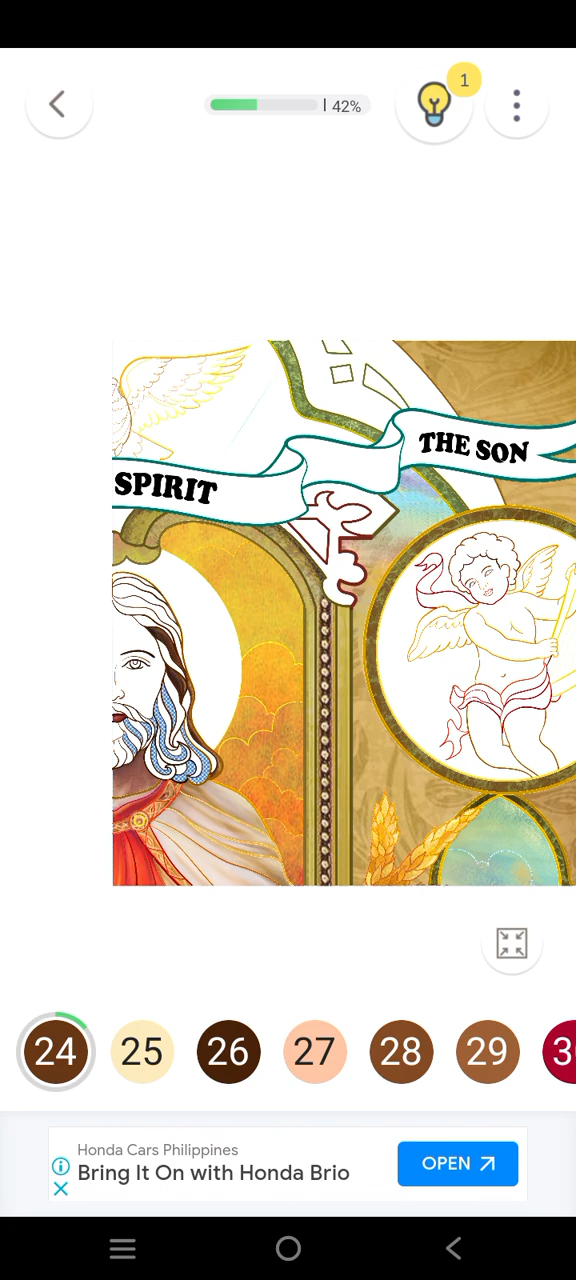 1
42%
THE SON
SPIRIT
24 25 26 27 28 29 30
Honda Cars Philippines
Bring It On with Honda Brio
OPEN